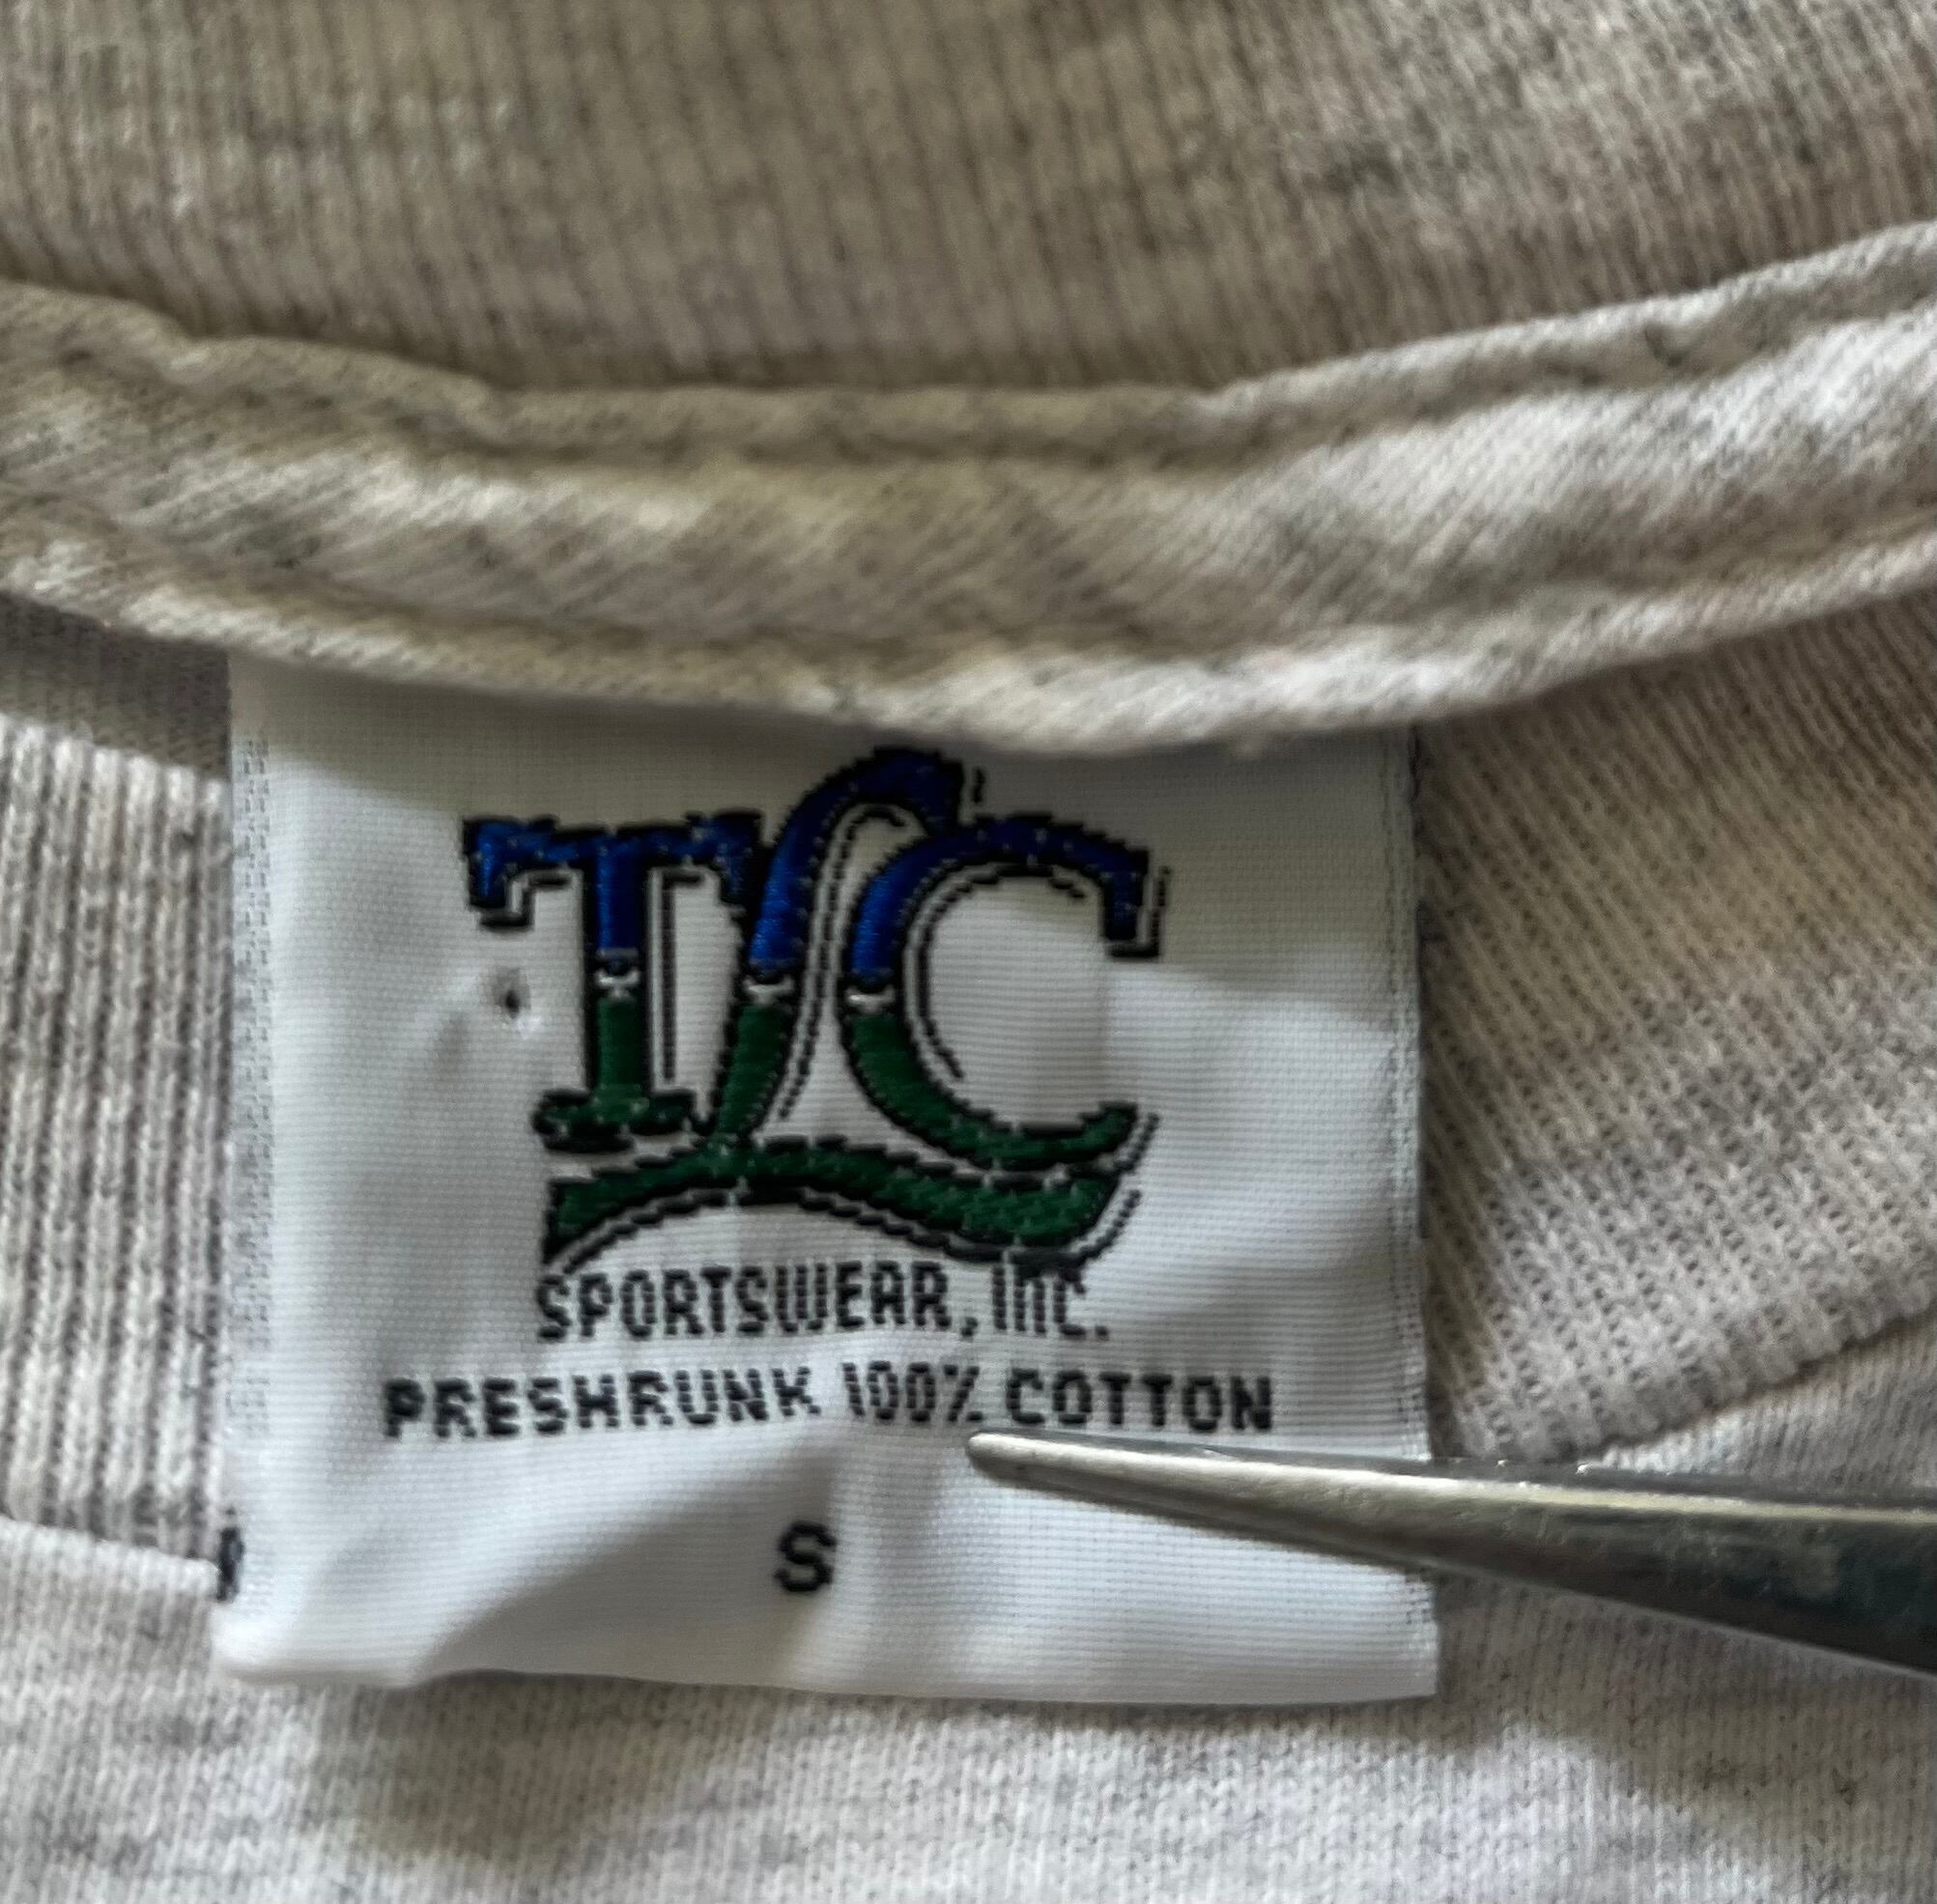 TLC
SPORTSWEAR, INC.
PRESHRUNK 100% COTTON
S